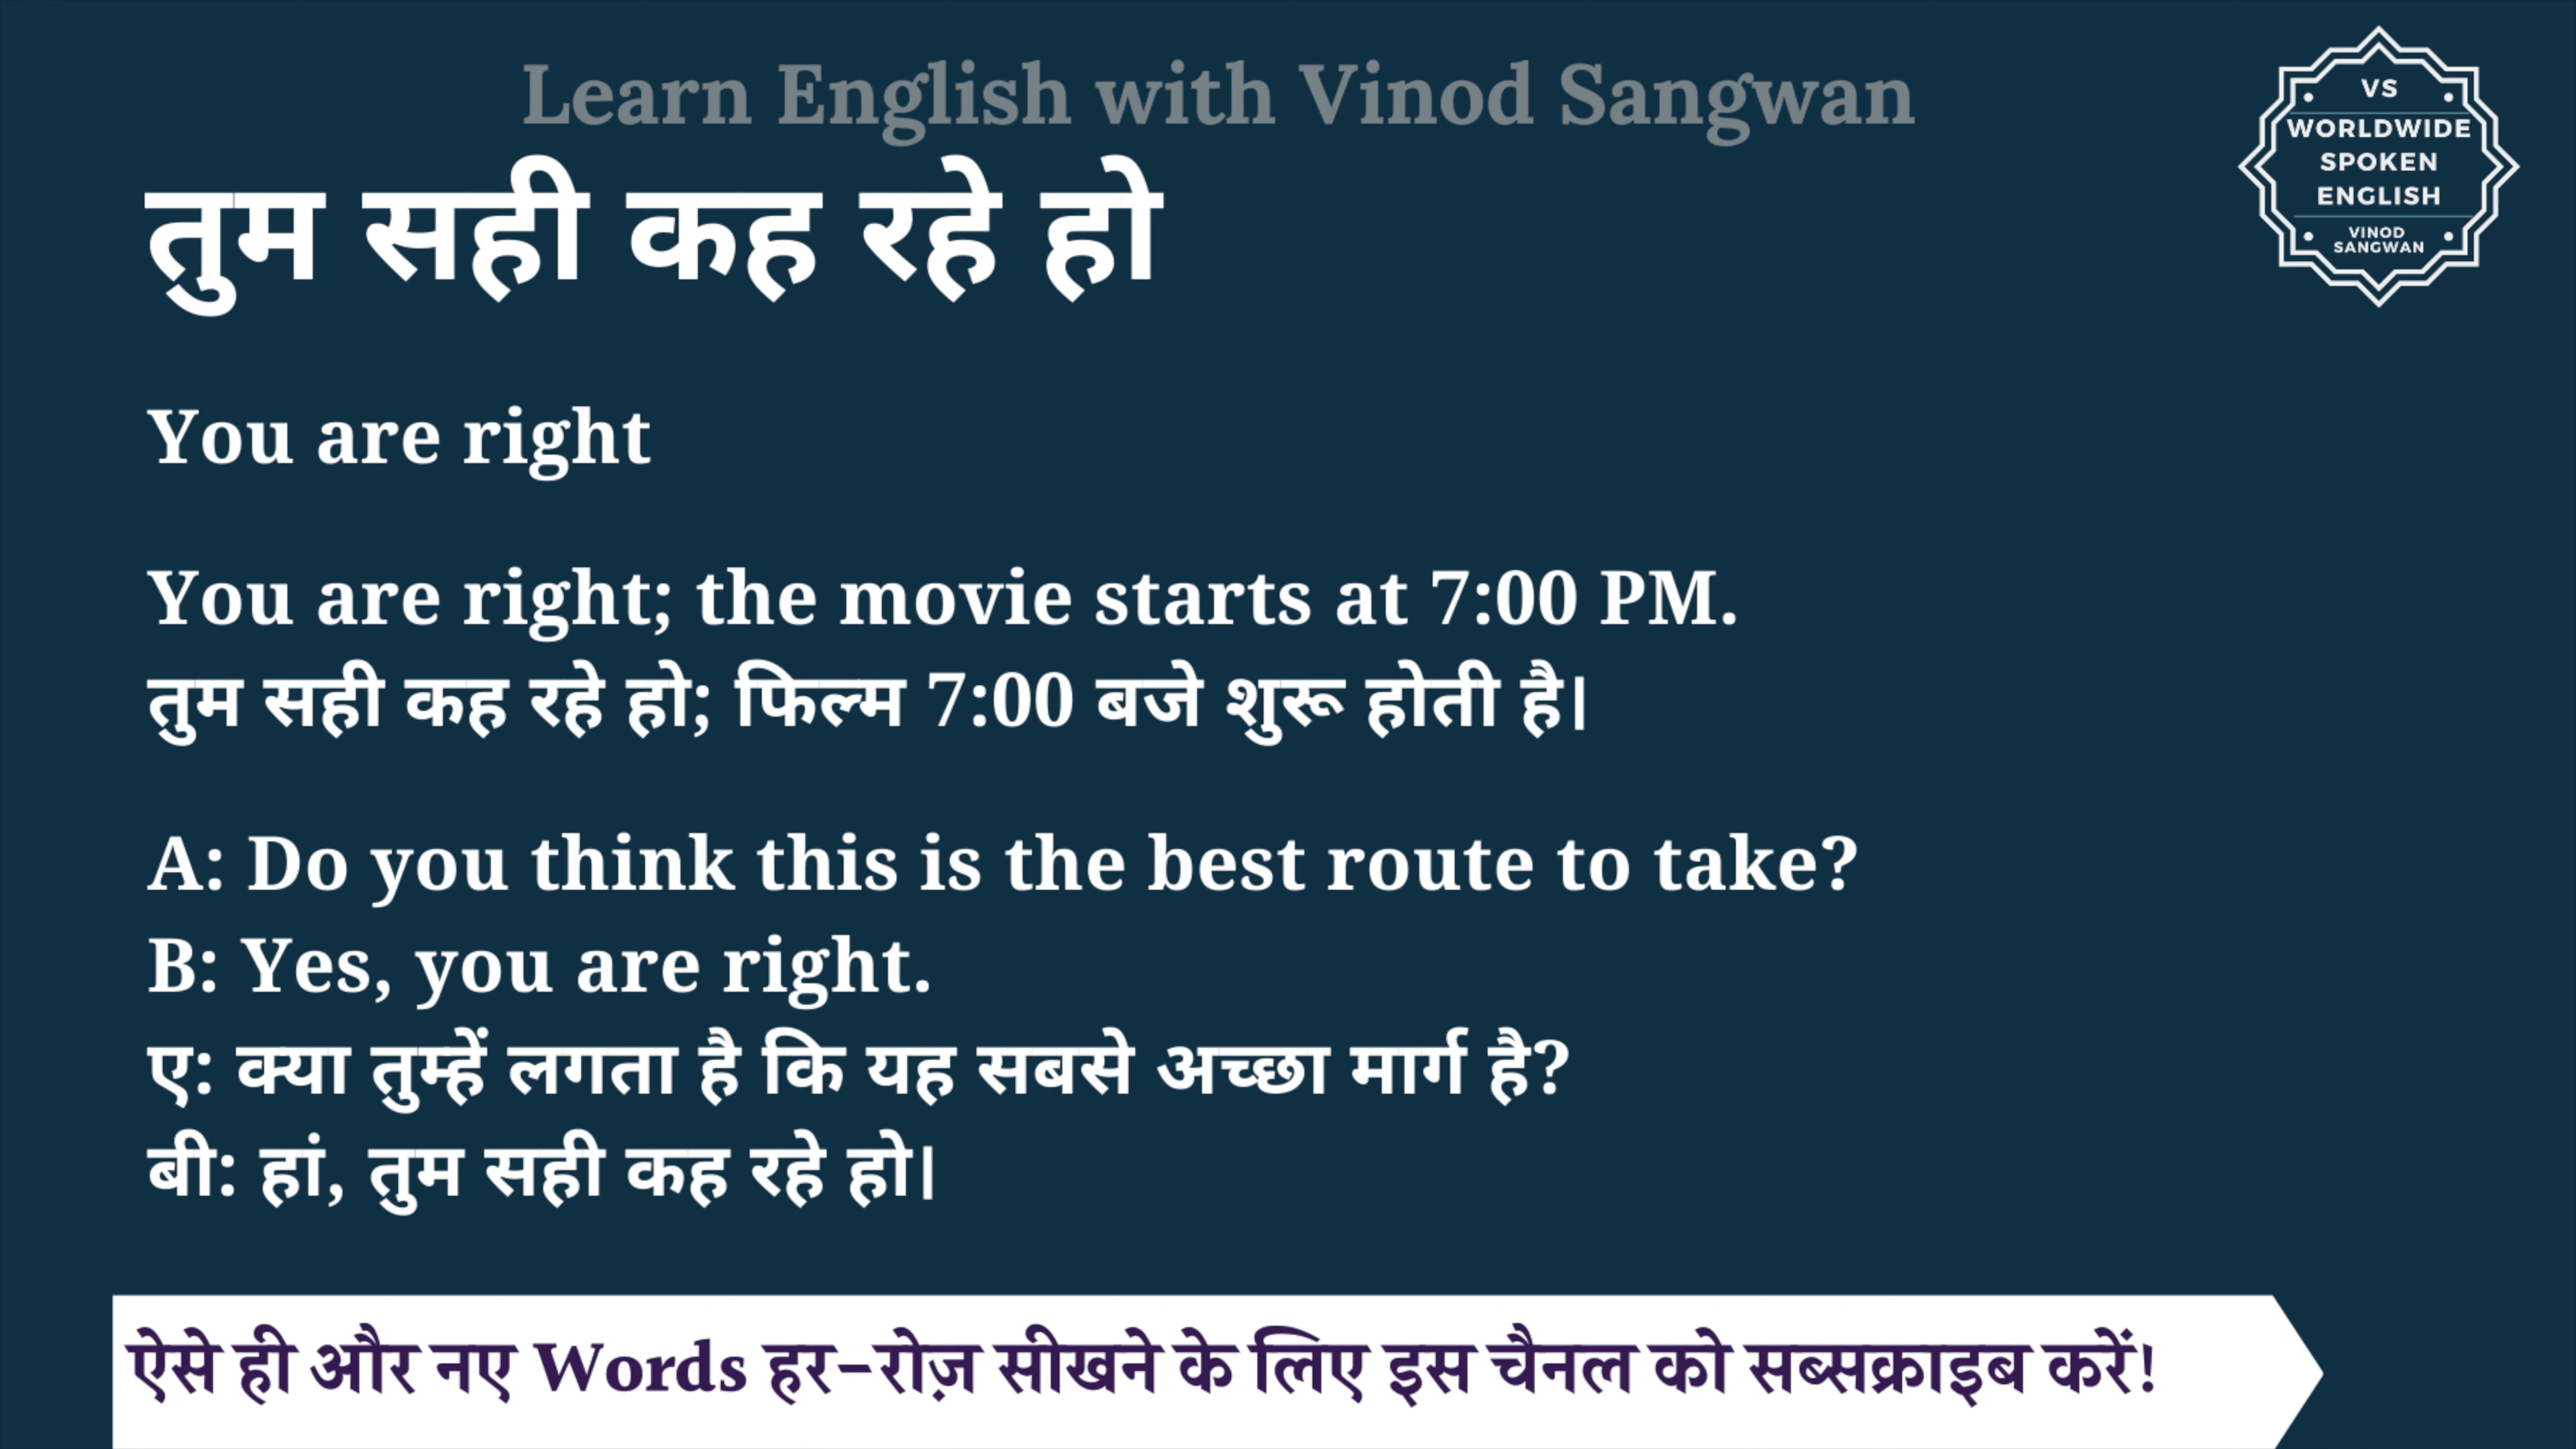 Learn English with Vinod Sangwan
VS
WORLDWIDE
SPOKEN
ENGLISH
VINOD
SANGWAN
तुम सही कह रहे हो
You are right
You are right; the movie starts at 7:00 PM.
तुम सही कह रहे हो; फिल्म 7:00 बजे शुरू होती है।
A: Do you think this is the best route to take?
B: Yes, you are right.
ए: क्या तुम्हें लगता है कि यह सबसे अच्छा मार्ग है?
बी: हां, तुम सही कह रहे हो।
ऐसे ही और नए Words हर-रोज़ सीखने के लिए इस चैनल को सब्सक्राइब करें!